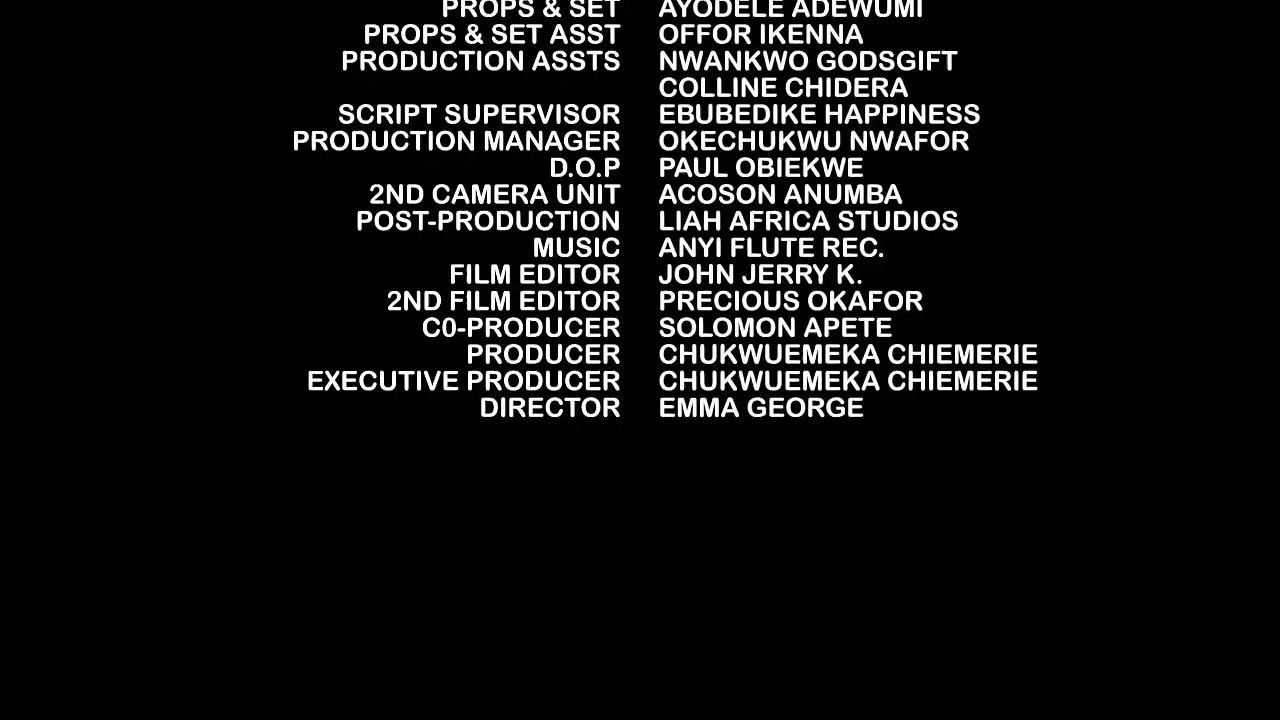 PROPS & SET AYODELE ADEWUMI
PROPS & SET ASST OFFOR IKENNA
PRODUCTION ASSTS NWANKWO GODSGIFT
COLLINE CHIDERA
SCRIPT SUPERVISOR EBUBEDIKE HAPPINESS
PRODUCTION MANAGER OKECHUKWU NWAFOR
D.O.P PAUL OBIEKWE
2ND CAMERA UNIT ACOSON ANUMBA
POST-PRODUCTION LIAH AFRICA STUDIOS
MUSIC ANYI FLUTE REC.
FILM EDITOR JOHN JERRY K.
2ND FILM EDITOR PRECIOUS OKAFOR
C0-PRODUCER SOLOMON APETE
PRODUCER CHUKWUEMEKA CHIEMERIE
EXECUTIVE PRODUCER CHUKWUEMEKA CHIEMERIE
DIRECTOR EMMA GEORGE